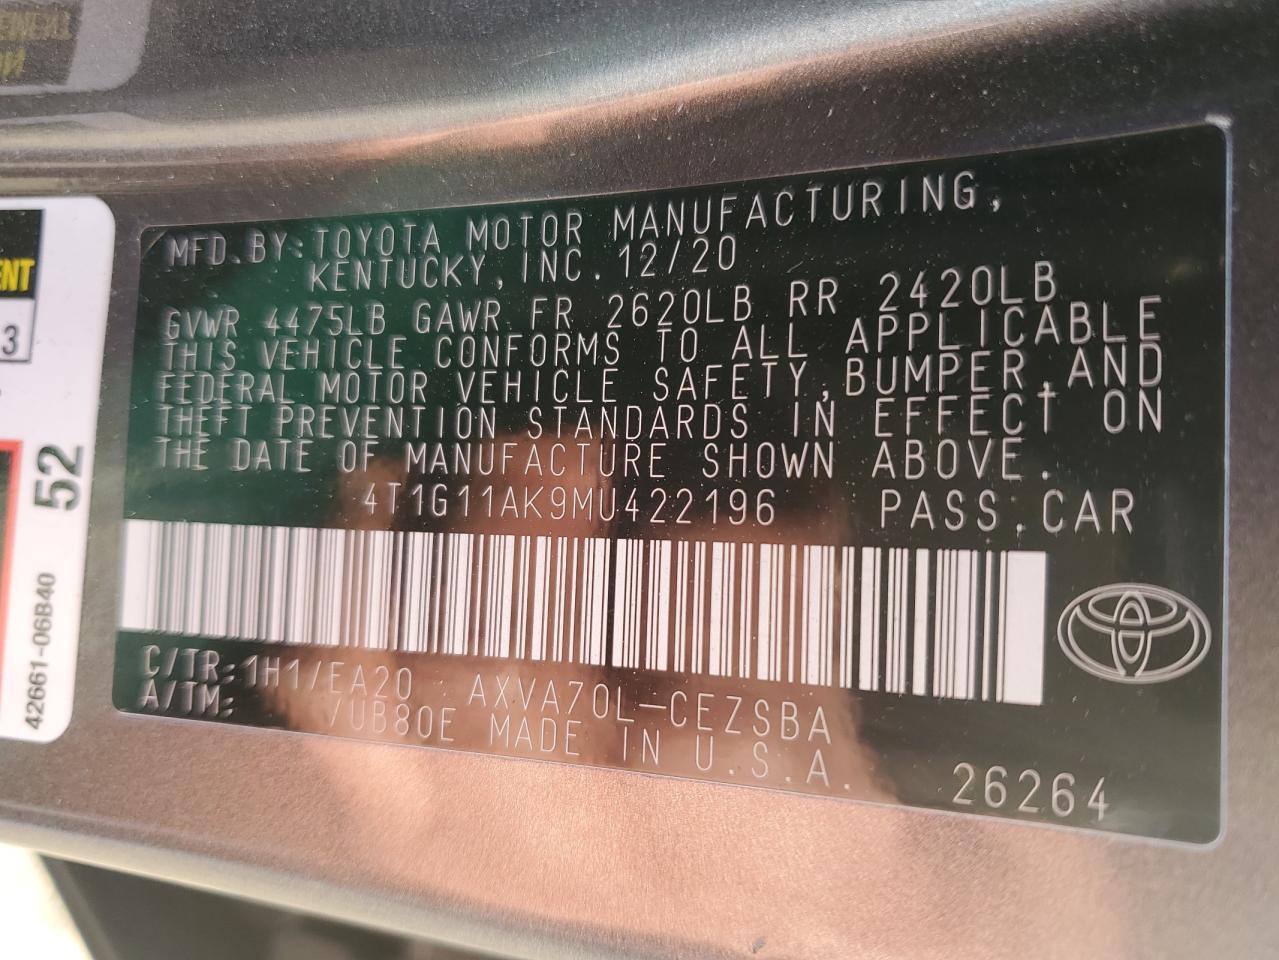 MFD.BY:TOYOTA MOTOR MANUFACTURING,
KENTUCKY, INC. 12/20
GVWR 4475LB GAWR FR 2620LB RR 2420LB
THIS VEHICLE CONFORMS TO ALL APPLICABLE
FEDERAL MOTOR VEHICLE SAFETY,BUMPER,AND
THEFT PREVENTION STANDARDS IN EFFECT ON
THE DATE OF MANUFACTURE SHOWN ABOVE.
4T1G11AK9MU422196 PASS.CAR
C/TR:1H1/EA20 AXVA70L-CEZSBA
A/TM: /UB80E MADE IN U.S.A.
26264
52
42661-06B40
3